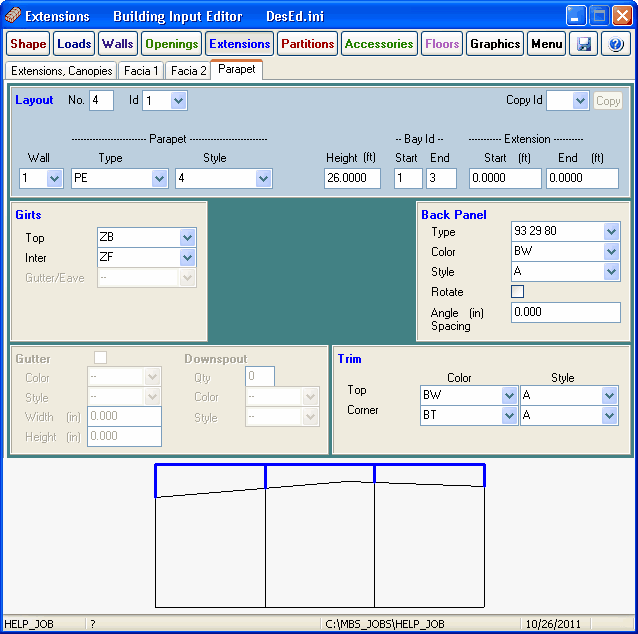 Extensions Building Input Editor DesEd.ini
Shape Loads Walls Openings Extensions Partitions Accessories Floors Graphics Menu
Extensions, Canopies Facia 1 Facia 2 Parapet
Layout No. 4 Id 1 Copy Id Copy
---------------------- Parapet ----------------------- -- Bay Id -- ---------- Extension ---------
Wall Type Style Height (ft) Start End Start (ft) End (ft)
1 PE 4 26.0000 1 3 0.0000 0.0000
Girts
Top ZB
Inter ZF
Gutter/Eave --
Back Panel
Type 93 29 80
Color BW
Style A
Rotate
Angle (in) 0.000
Spacing
Gutter
Color --
Style --
Width (in) 0.000
Height (in) 0.000
Downspout
Qty 0
Color --
Style --
Trim
Color Style
Top BW A
Corner BT A
HELP_JOB ? C:\MBS_JOBS\HELP_JOB 10/26/2011